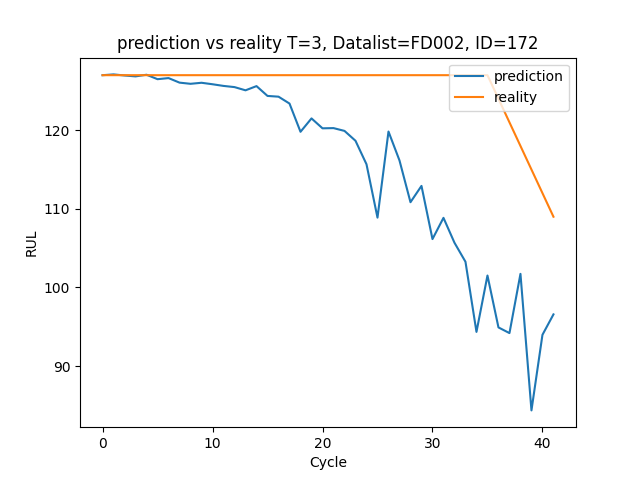 prediction vs reality T=3, Datalist=FD002, ID=172
prediction
reality
RUL
120
110
100
90
0 10 20 30 40
Cycle